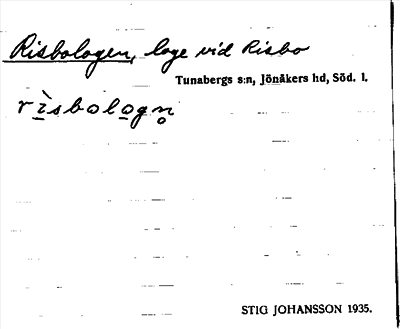 Risbologen, loge vid Risbo
Tunabergs s:n, Jönåkers hd, Söd. l.
rìsbologn̥
STIG JOHANSSON 1935.